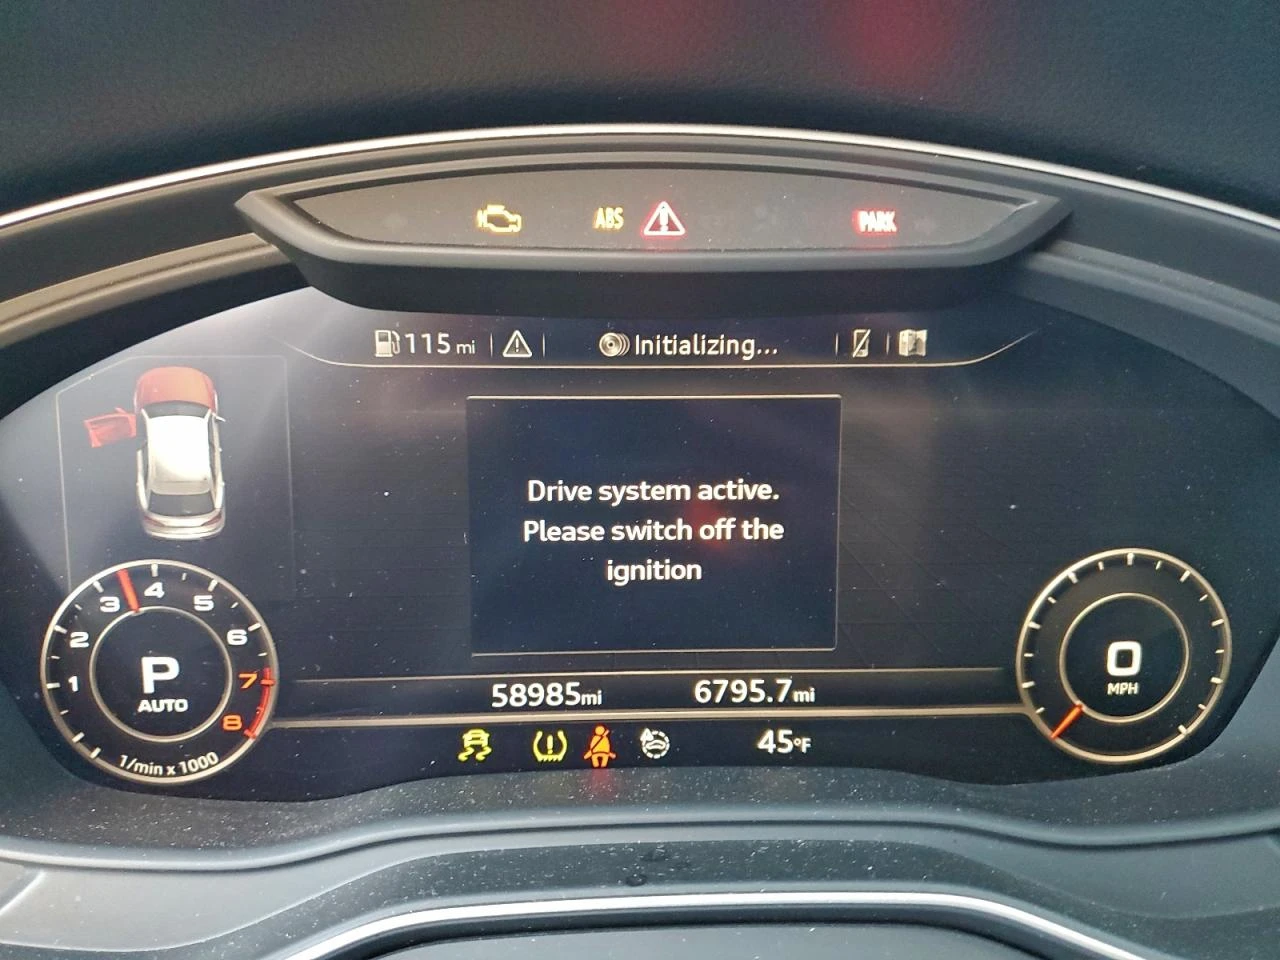 ABS
PARK
115 mi
Initializing...
Drive system active.
Please switch off the
ignition
1 2 3 4 5 6 7 8
P
AUTO
1/min x 1000
0
MPH
58985mi
6795.7mi
45°F